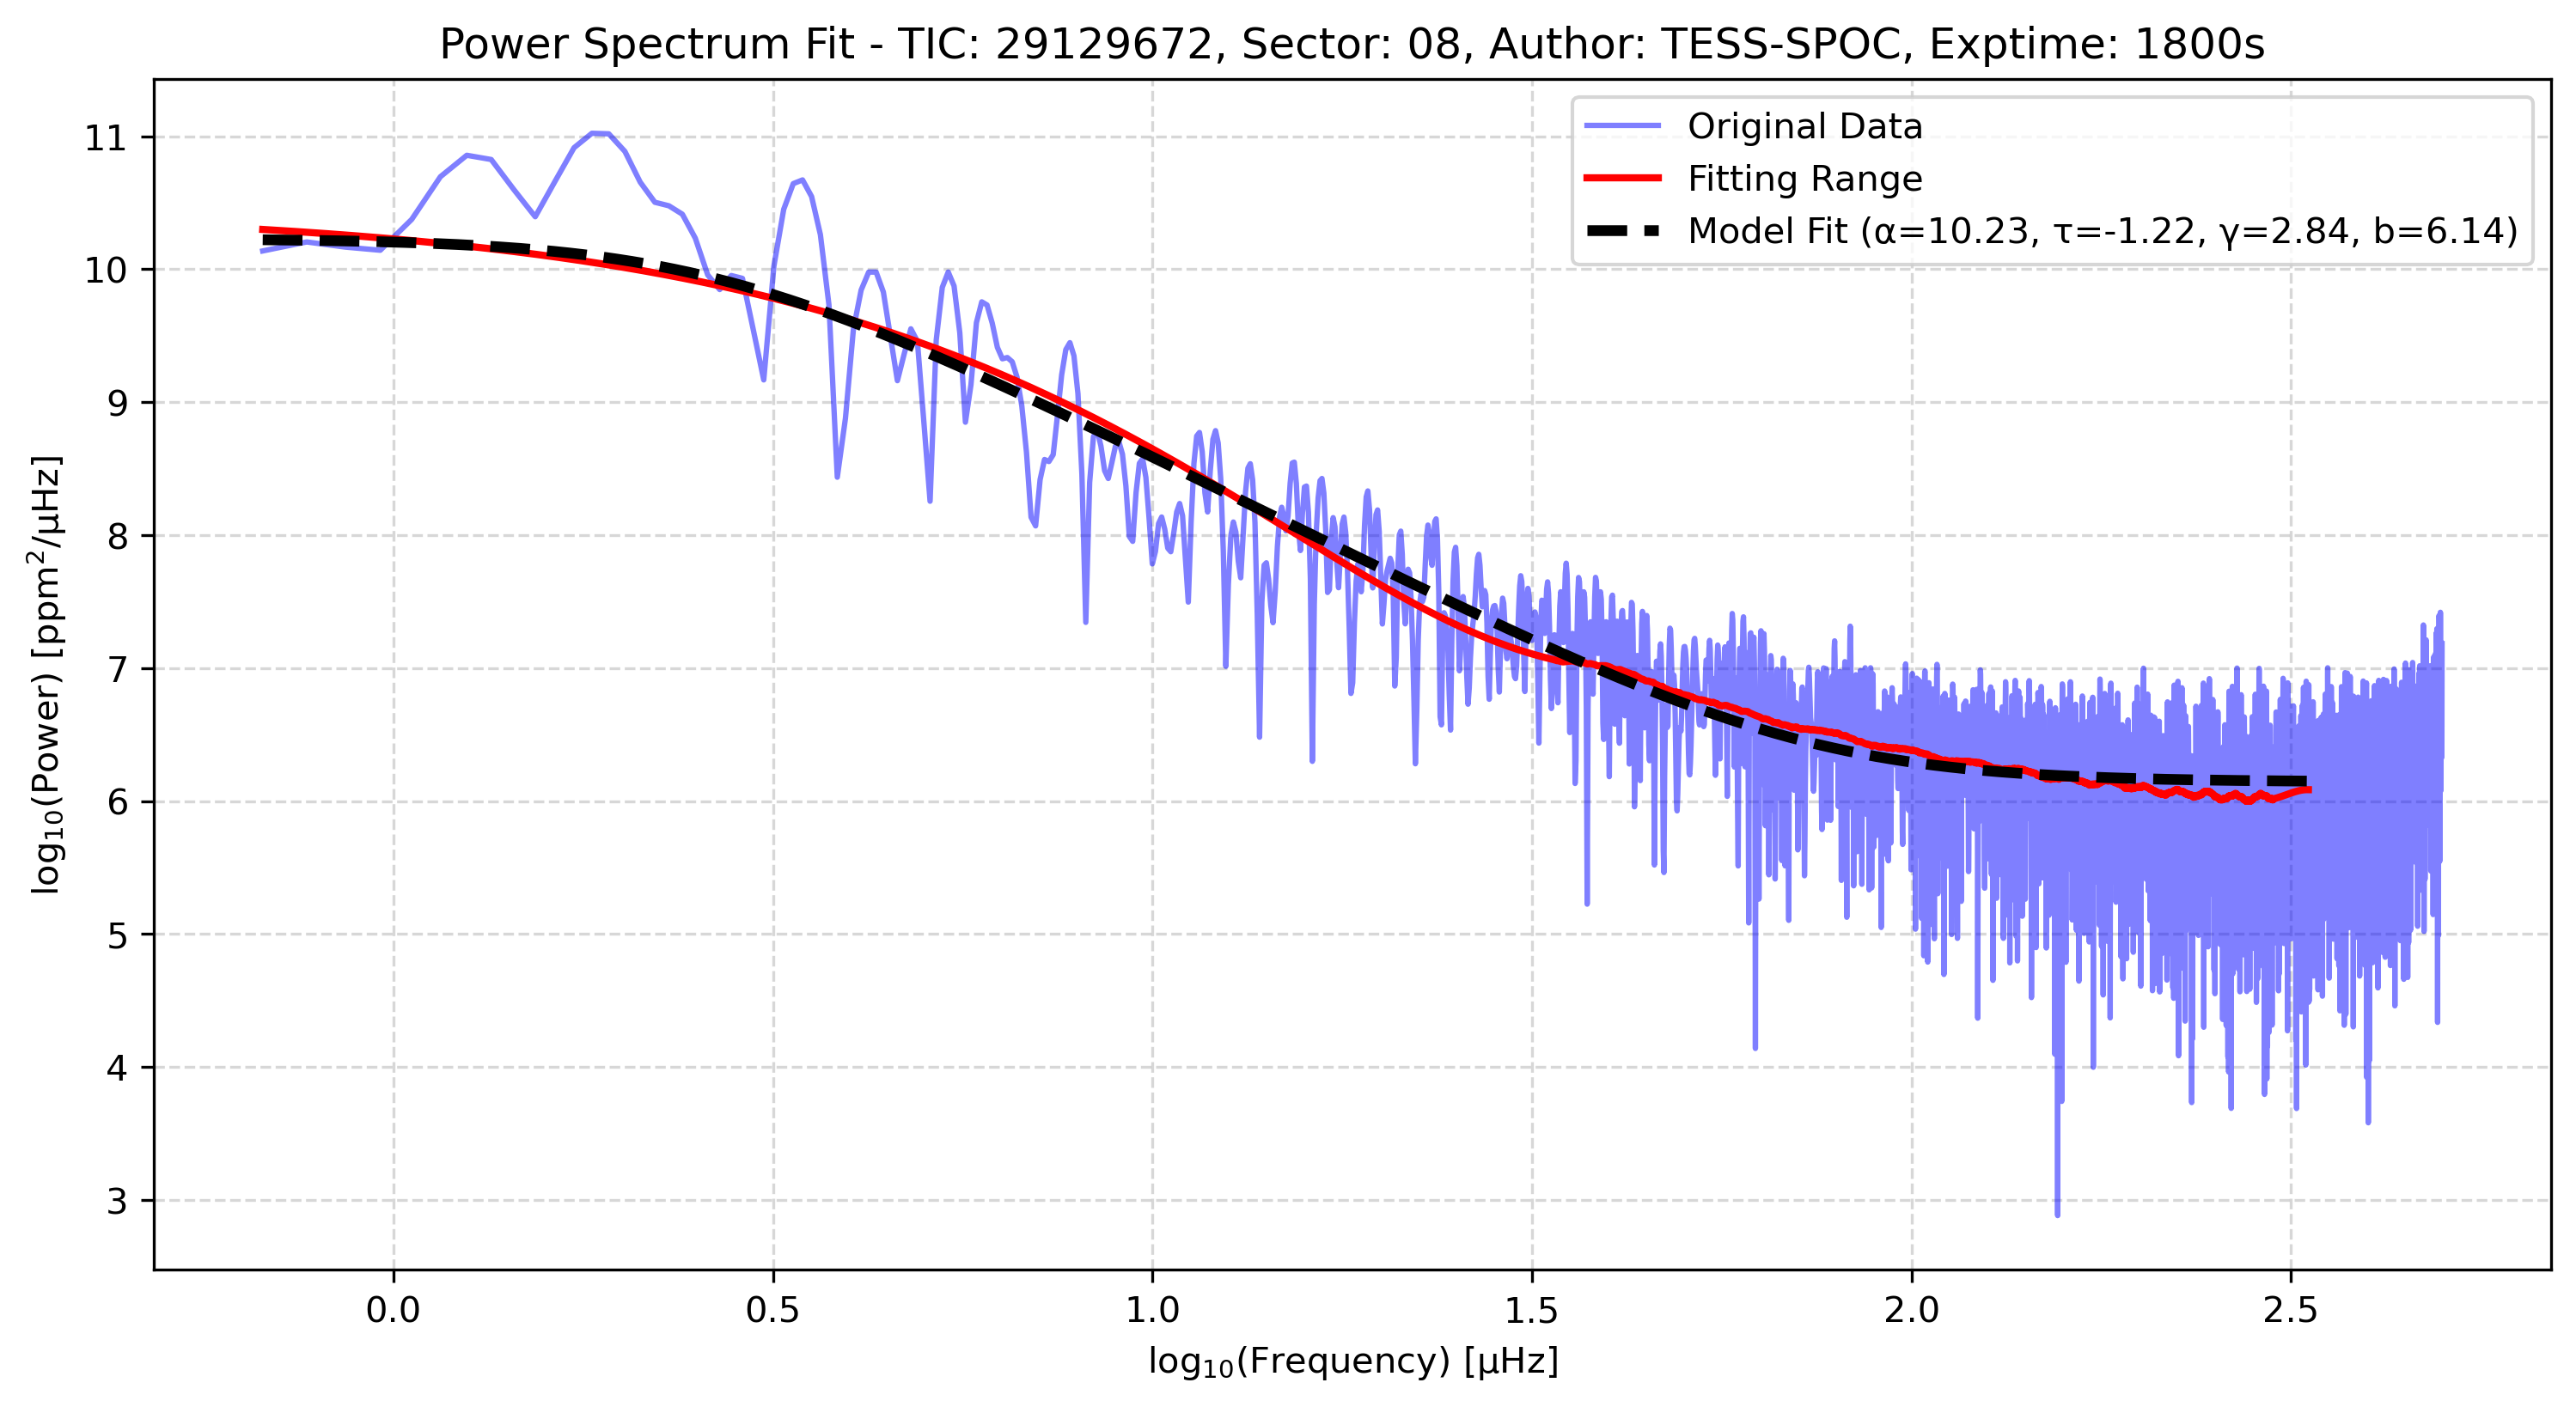 Power Spectrum Fit - TIC: 29129672, Sector: 08, Author: TESS-SPOC, Exptime: 1800s
Original Data
Fitting Range
Model Fit (α=10.23, τ=-1.22, γ=2.84, b=6.14)
log₁₀(Power) [ppm²/μHz]
11
10
9
8
7
6
5
4
3
0.0 0.5 1.0 1.5 2.0 2.5
log₁₀(Frequency) [μHz]